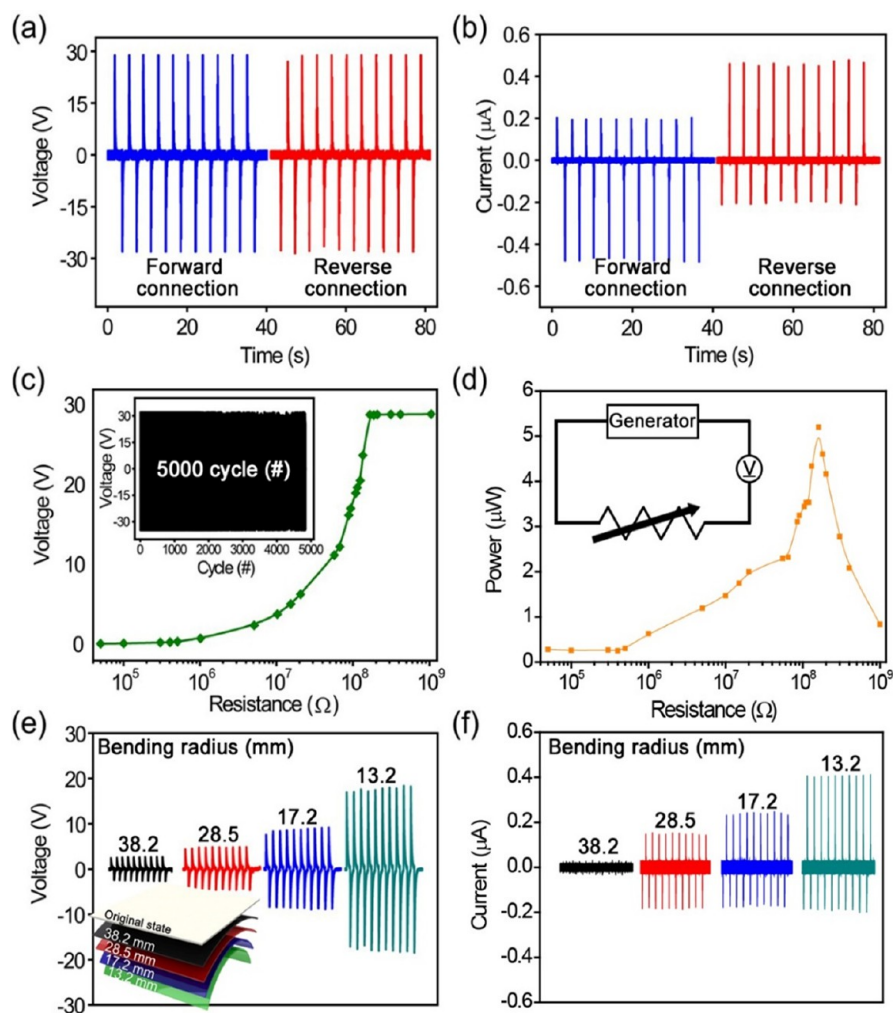 (a)
30
15
0
-15
-30
Voltage (V)
Forward
connection
Reverse
connection
0
20
40
60
80
Time (s)
(b)
0.6
0.4
0.2
0.0
-0.2
-0.4
-0.6
Current (μA)
Forward
connection
Reverse
connection
0
20
40
60
80
Time (s)
(c)
30
20
10
0
Voltage (V)
30
15
0
-15
-30
Voltage (V)
5000 cycle (#)
0 1000 2000 3000 4000 5000
Cycle (#)
10^5 10^6 10^7 10^8 10^9
Resistance (Ω)
(d)
6
5
4
3
2
1
0
Power (μW)
Generator
V
10^5 10^6 10^7 10^8 10^9
Resistance (Ω)
(e)
30
20
10
0
-10
-20
-30
Voltage (V)
Bending radius (mm)
38.2
28.5
17.2
13.2
Original state
38.2 mm
28.5 mm
17.2 mm
13.2 mm
(f)
0.6
0.4
0.2
0.0
-0.2
-0.4
-0.6
Current (μA)
Bending radius (mm)
38.2
28.5
17.2
13.2